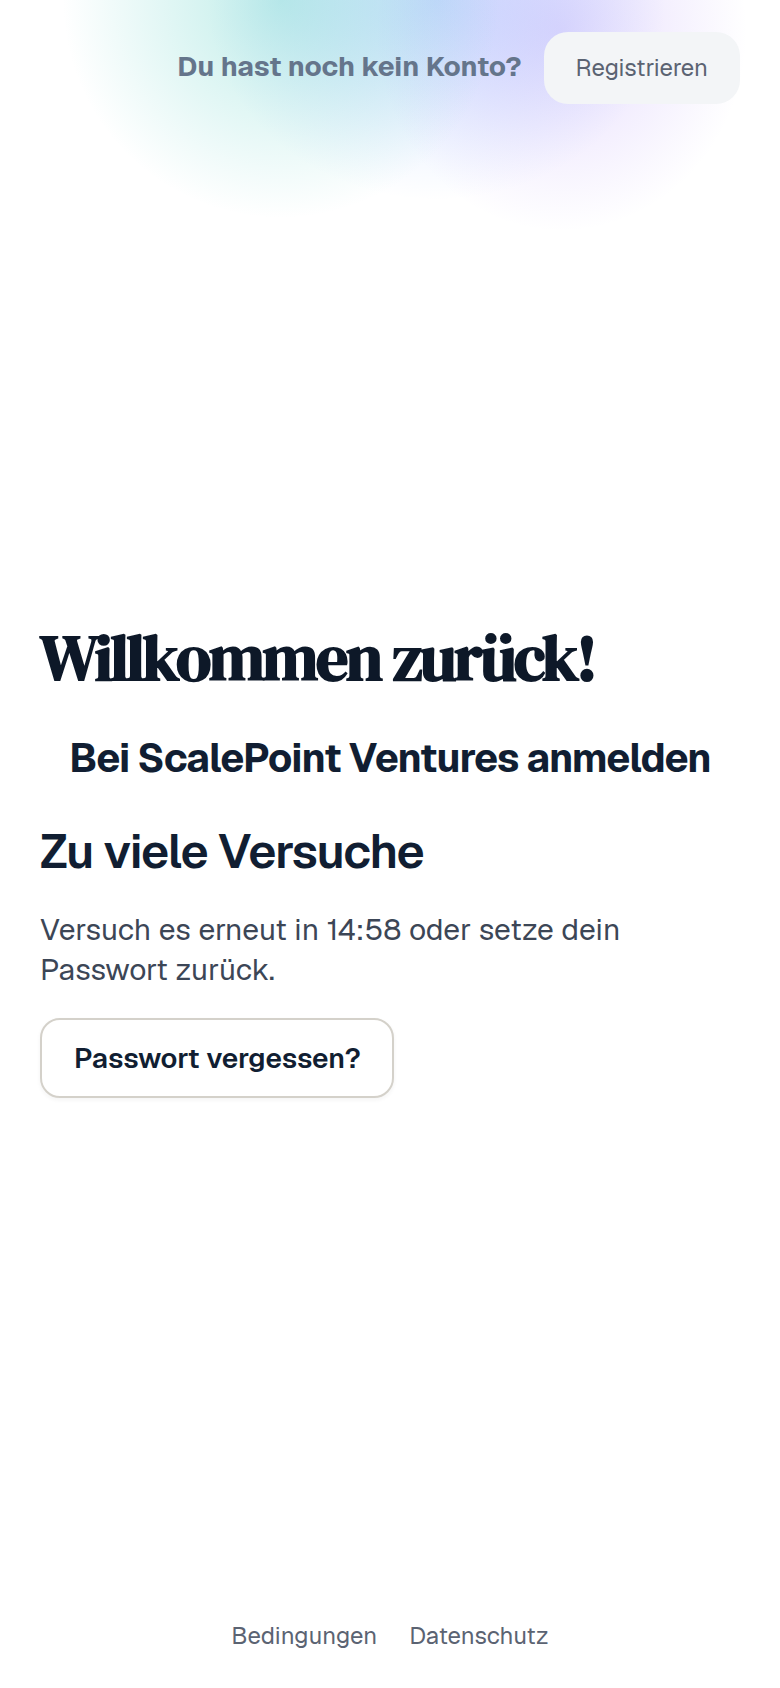 Du hast noch kein Konto? Registrieren
Willkommen zurück!
Bei ScalePoint Ventures anmelden
Zu viele Versuche
Versuch es erneut in 14:58 oder setze dein
Passwort zurück.
Passwort vergessen?
Bedingungen Datenschutz